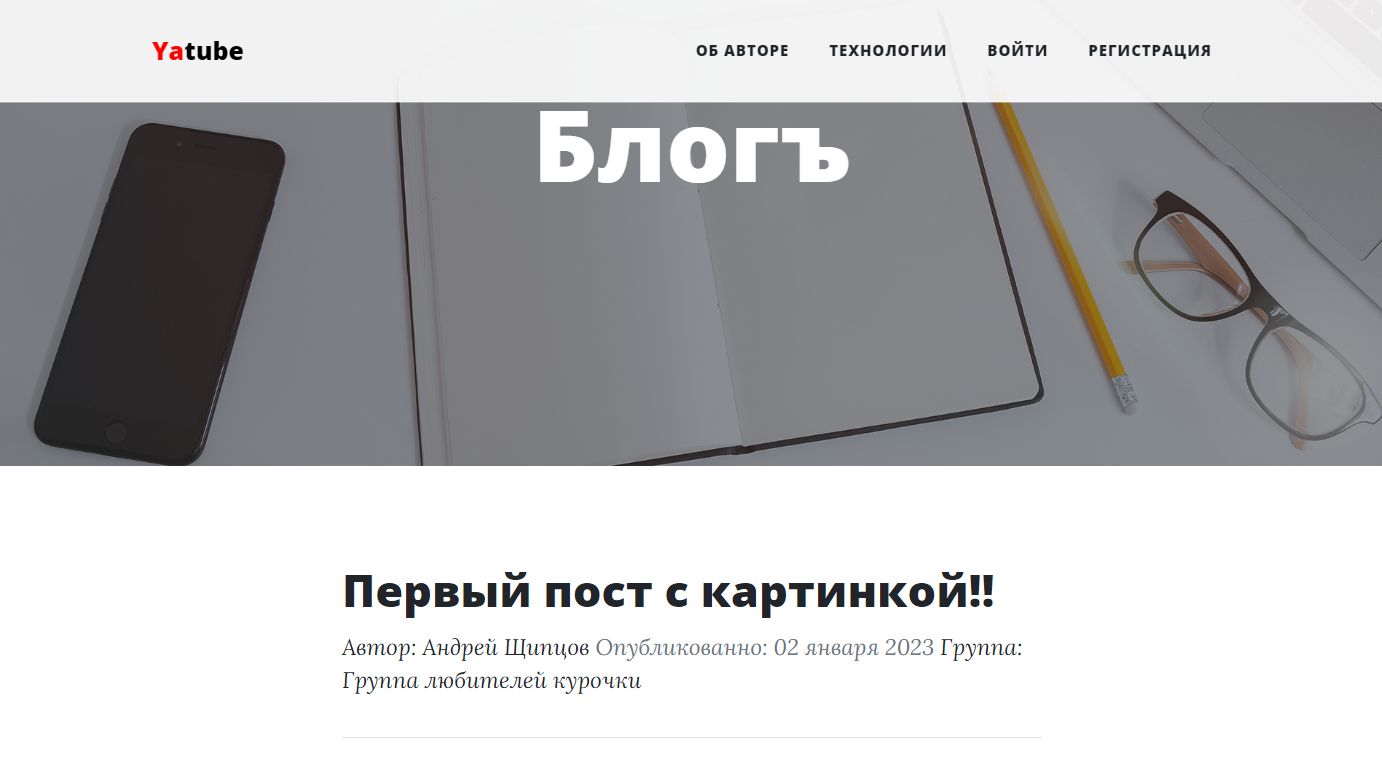 Yatube
ОБ АВТОРЕ ТЕХНОЛОГИИ ВОЙТИ РЕГИСТРАЦИЯ
Блогъ
Первый пост с картинкой!!
Автор: Андрей Щипцов Опубликованно: 02 января 2023 Группа:
Группа любителей курочки